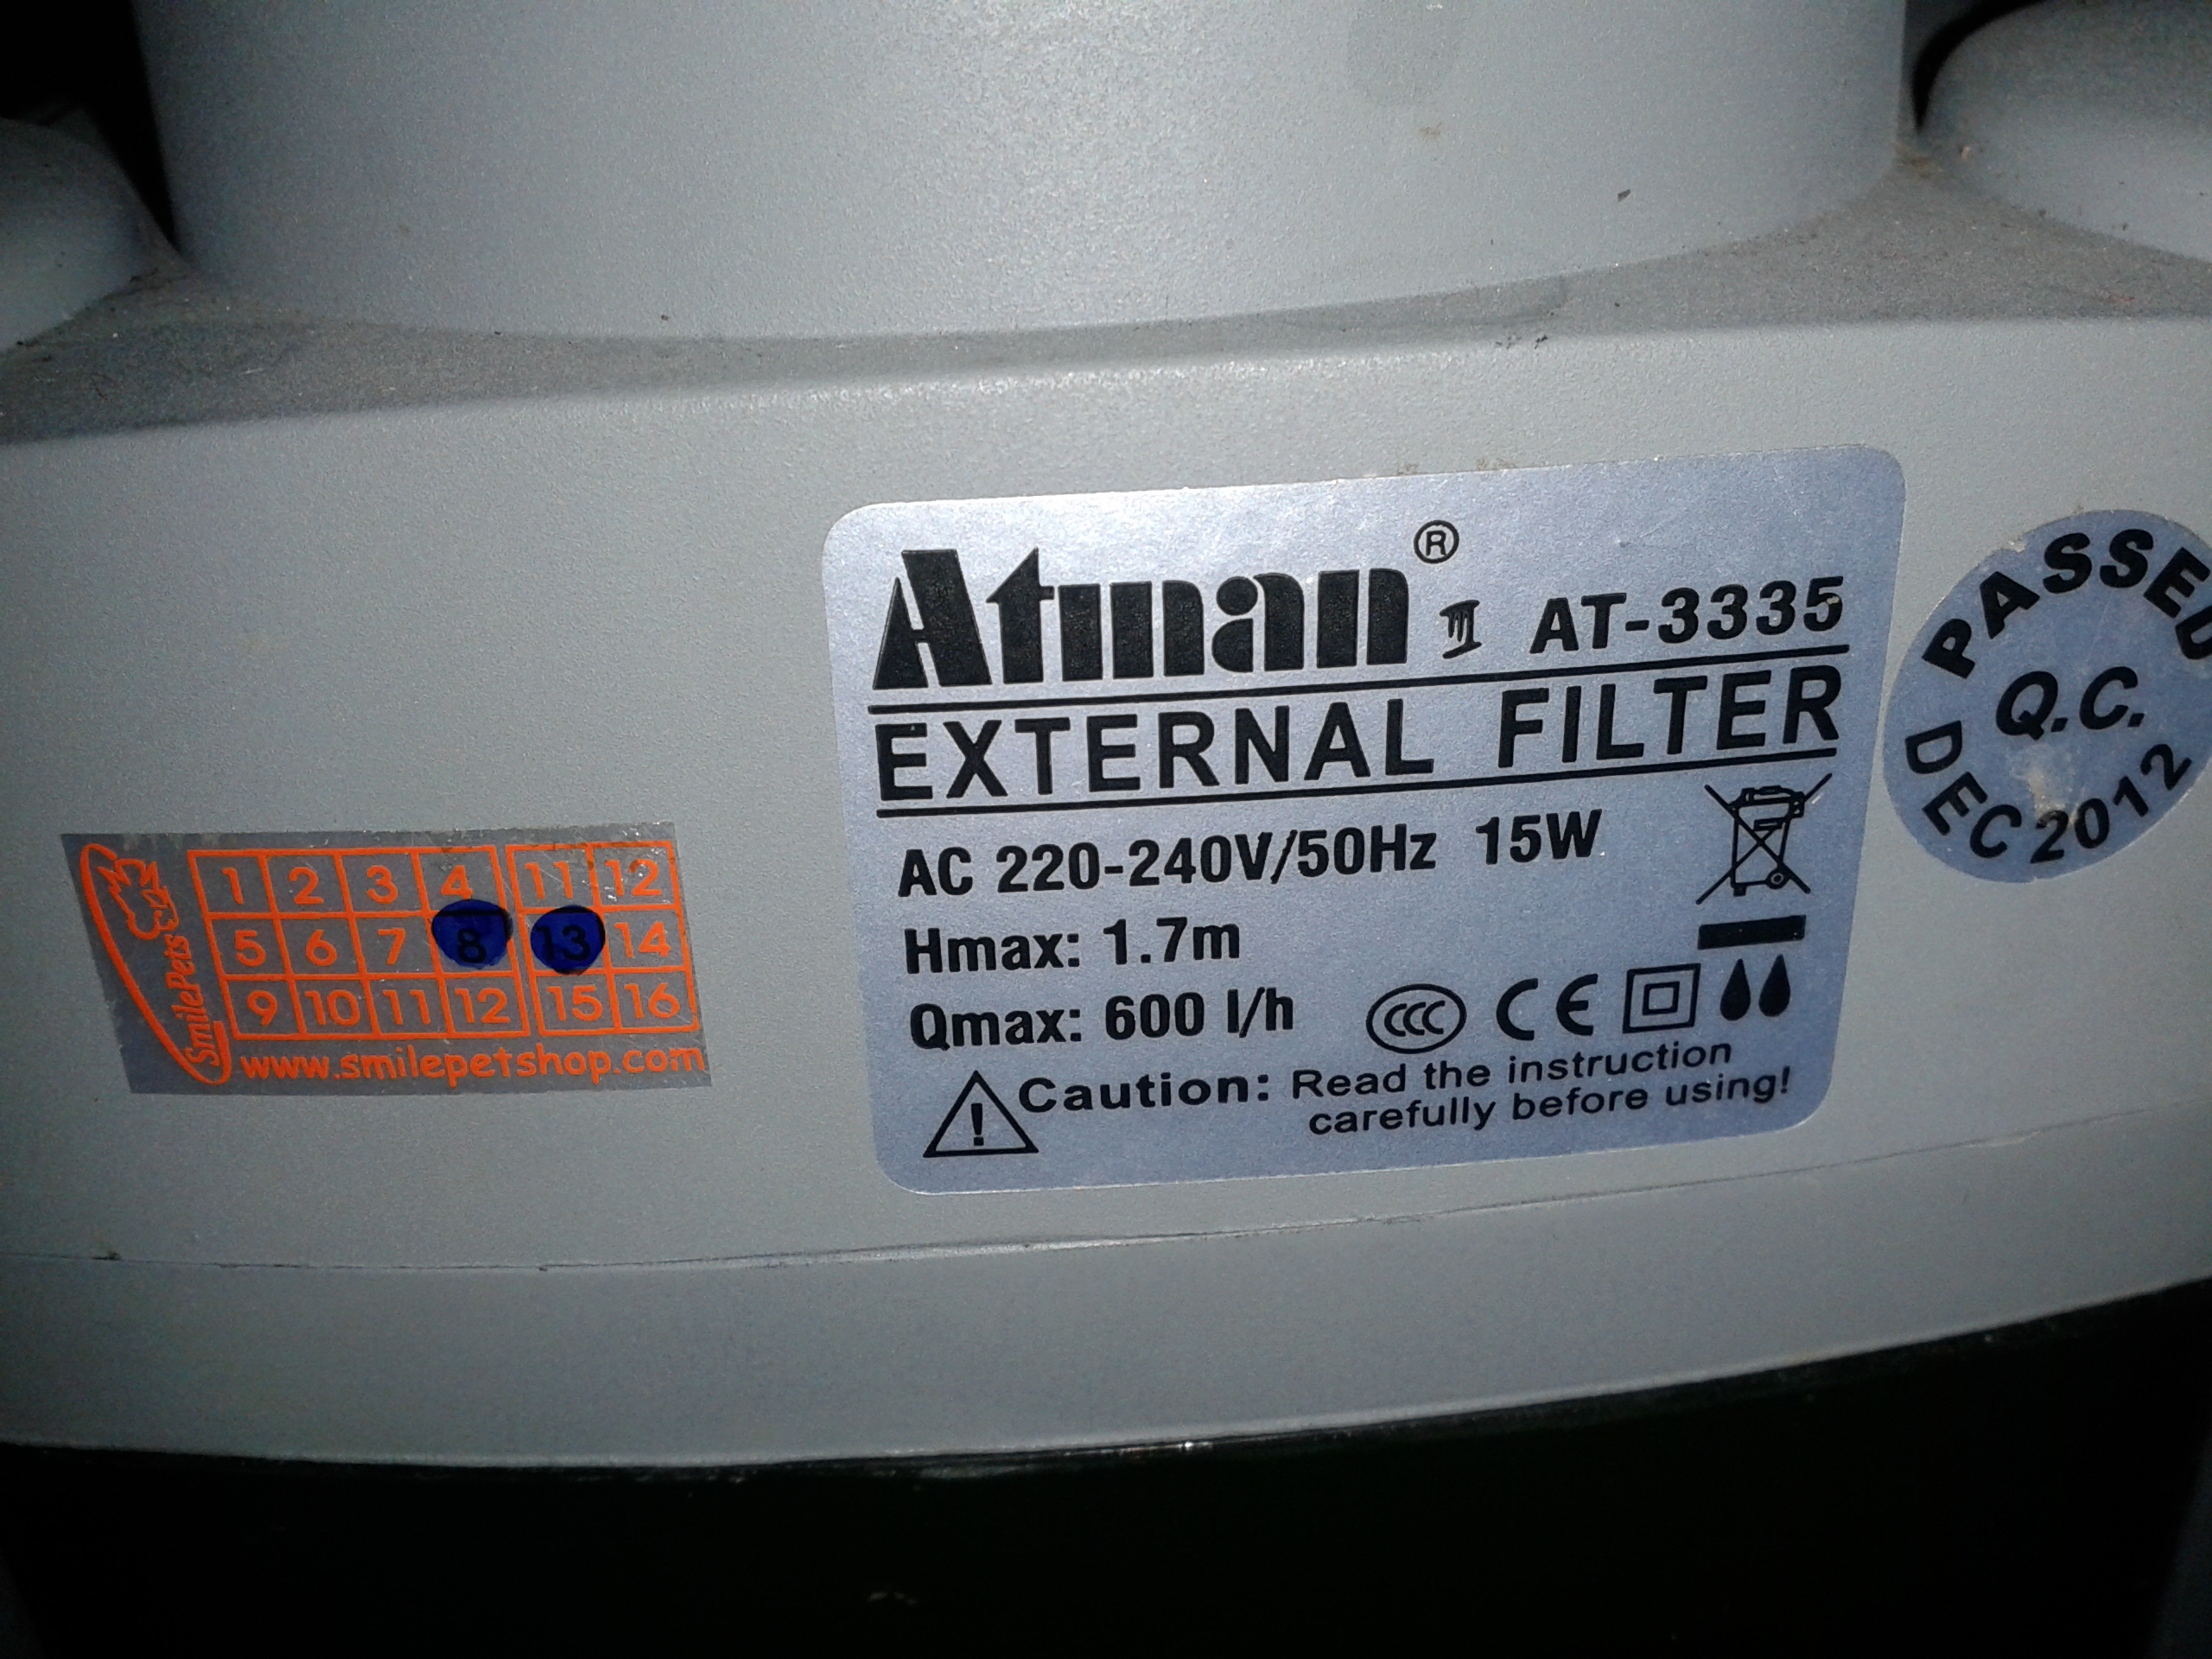 Atman® AT-3335
EXTERNAL FILTER
AC 220-240V/50Hz 15W
Hmax: 1.7m
Qmax: 600 l/h
CCC CE
Caution: Read the instruction
carefully before using!
PASSED
Q.C.
DEC 2012
SmilePets
1 2 3 4 11 12
5 6 7 8 13 14
9 10 11 12 15 16
www.smilepetshop.com